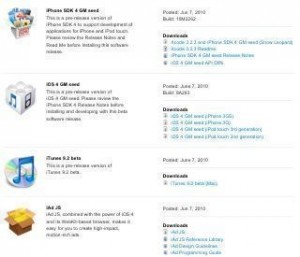 iPhone SDK 4 GM seed
This is a pre-release version of
iPhone SDK 4 to support development of
applications for iPhone and iPod touch.
Please review the Release Notes and
Read Me before installing this software
release.
Posted: Jun 7, 2010
Build: 10M2252
Downloads
Xcode 3.2.3 and iPhone SDK 4 GM seed (Snow Leopard)
Xcode 3.2.3 Readme
iPhone SDK 4 GM seed Release Notes
iOS 4 GM seed API Diffs
iOS 4 GM seed
This is a pre-release version of
iOS 4 GM seed. Please review the
iPhone SDK 4 Release Notes before
installing and developing with this beta
software release.
Posted: June 7, 2010
Build: 8A293
Downloads
iOS 4 GM seed (iPhone 3GS)
iOS 4 GM seed (iPhone 3G)
iOS 4 GM seed (iPod touch 3rd generation)
iOS 4 GM seed (iPod touch 2nd generation)
iTunes 9.2 beta
This is a pre-release version of
iTunes 9.2.
Posted: Jun 7, 2010
Downloads
iTunes 9.2 beta (Mac)
iAd JS
iAd JS, combined with the power of iOS 4
and its WebKit-based browser, makes it
easy for you to create high-impact,
motion-rich ads.
Posted: Jun 7, 2010
Downloads
iAd JS
iAd JS Reference Library
iAd Design Guidelines
iAd Programming Guide